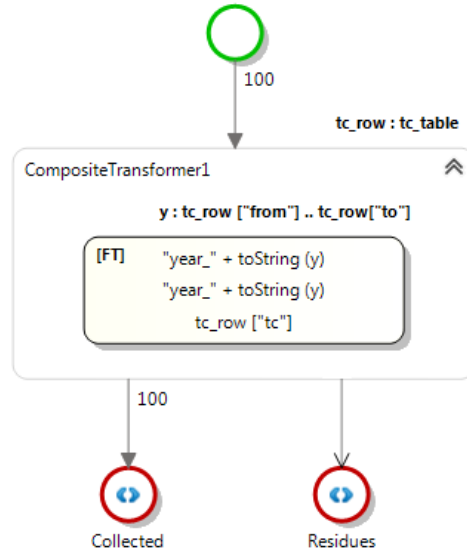 100
tc_row : tc_table
CompositeTransformer1
y : tc_row ["from"] .. tc_row["to"]
[FT] "year_" + toString (y)
"year_" + toString (y)
tc_row ["tc"]
100
Collected Residues